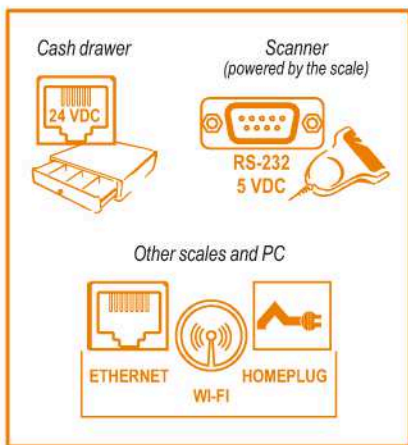 Cash drawer
24 VDC
Scanner
(powered by the scale)
RS-232
5 VDC
Other scales and PC
ETHERNET
WI-FI
HOMEPLUG